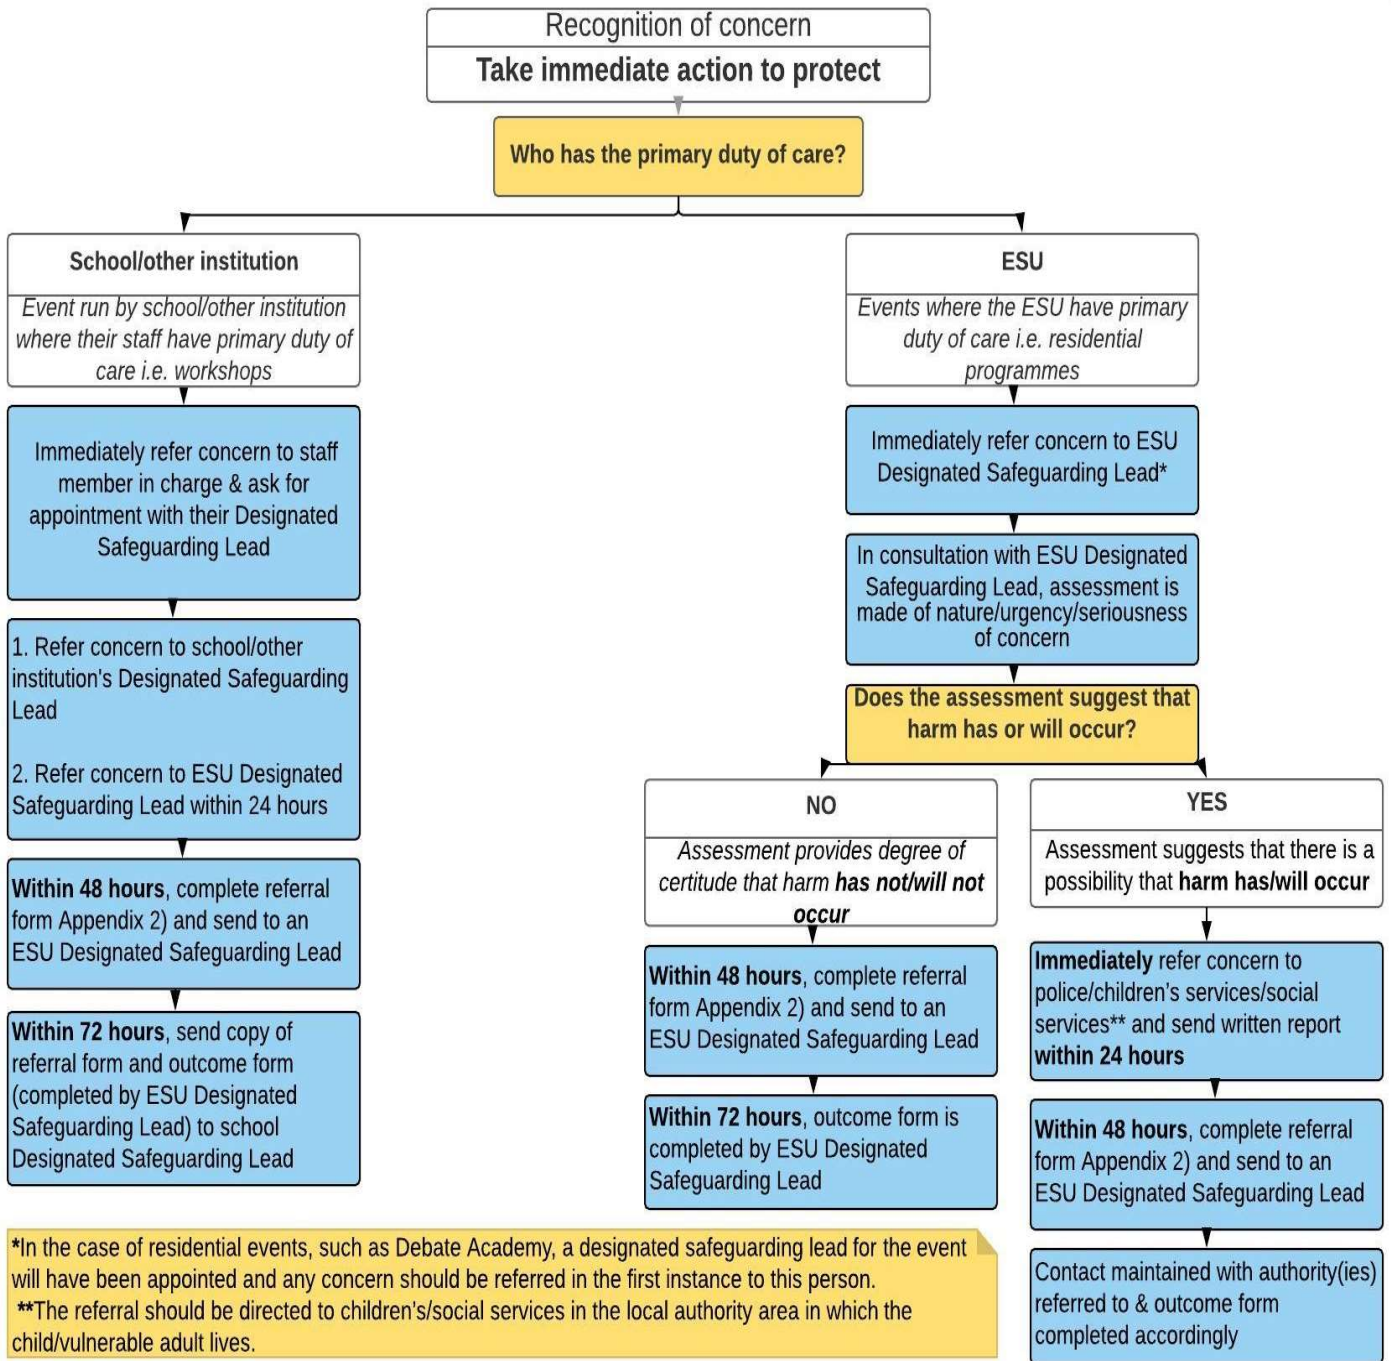 Recognition of concern
Take immediate action to protect
Who has the primary duty of care?
School/other institution
Event run by school/other institution
where their staff have primary duty of
care i.e. workshops
Immediately refer concern to staff
member in charge & ask for
appointment with their Designated
Safeguarding Lead
1. Refer concern to school/other
institution's Designated Safeguarding
Lead
2. Refer concern to ESU Designated
Safeguarding Lead within 24 hours
Within 48 hours, complete referral
form Appendix 2) and send to an
ESU Designated Safeguarding Lead
Within 72 hours, send copy of
referral form and outcome form
(completed by ESU Designated
Safeguarding Lead) to school
Designated Safeguarding Lead
ESU
Events where the ESU have primary
duty of care i.e. residential
programmes
Immediately refer concern to ESU
Designated Safeguarding Lead*
In consultation with ESU Designated
Safeguarding Lead, assessment is
made of nature/urgency/seriousness
of concern
Does the assessment suggest that
harm has or will occur?
NO
Assessment provides degree of
certitude that harm has not/will not
occur
Within 48 hours, complete referral
form Appendix 2) and send to an
ESU Designated Safeguarding Lead
Within 72 hours, outcome form is
completed by ESU Designated
Safeguarding Lead
YES
Assessment suggests that there is a
possibility that harm has/will occur
Immediately refer concern to
police/children's services/social
services** and send written report
within 24 hours
Within 48 hours, complete referral
form Appendix 2) and send to an
ESU Designated Safeguarding Lead
Contact maintained with authority(ies)
referred to & outcome form
completed accordingly
*In the case of residential events, such as Debate Academy, a designated safeguarding lead for the event
will have been appointed and any concern should be referred in the first instance to this person.
**The referral should be directed to children's/social services in the local authority area in which the
child/vulnerable adult lives.